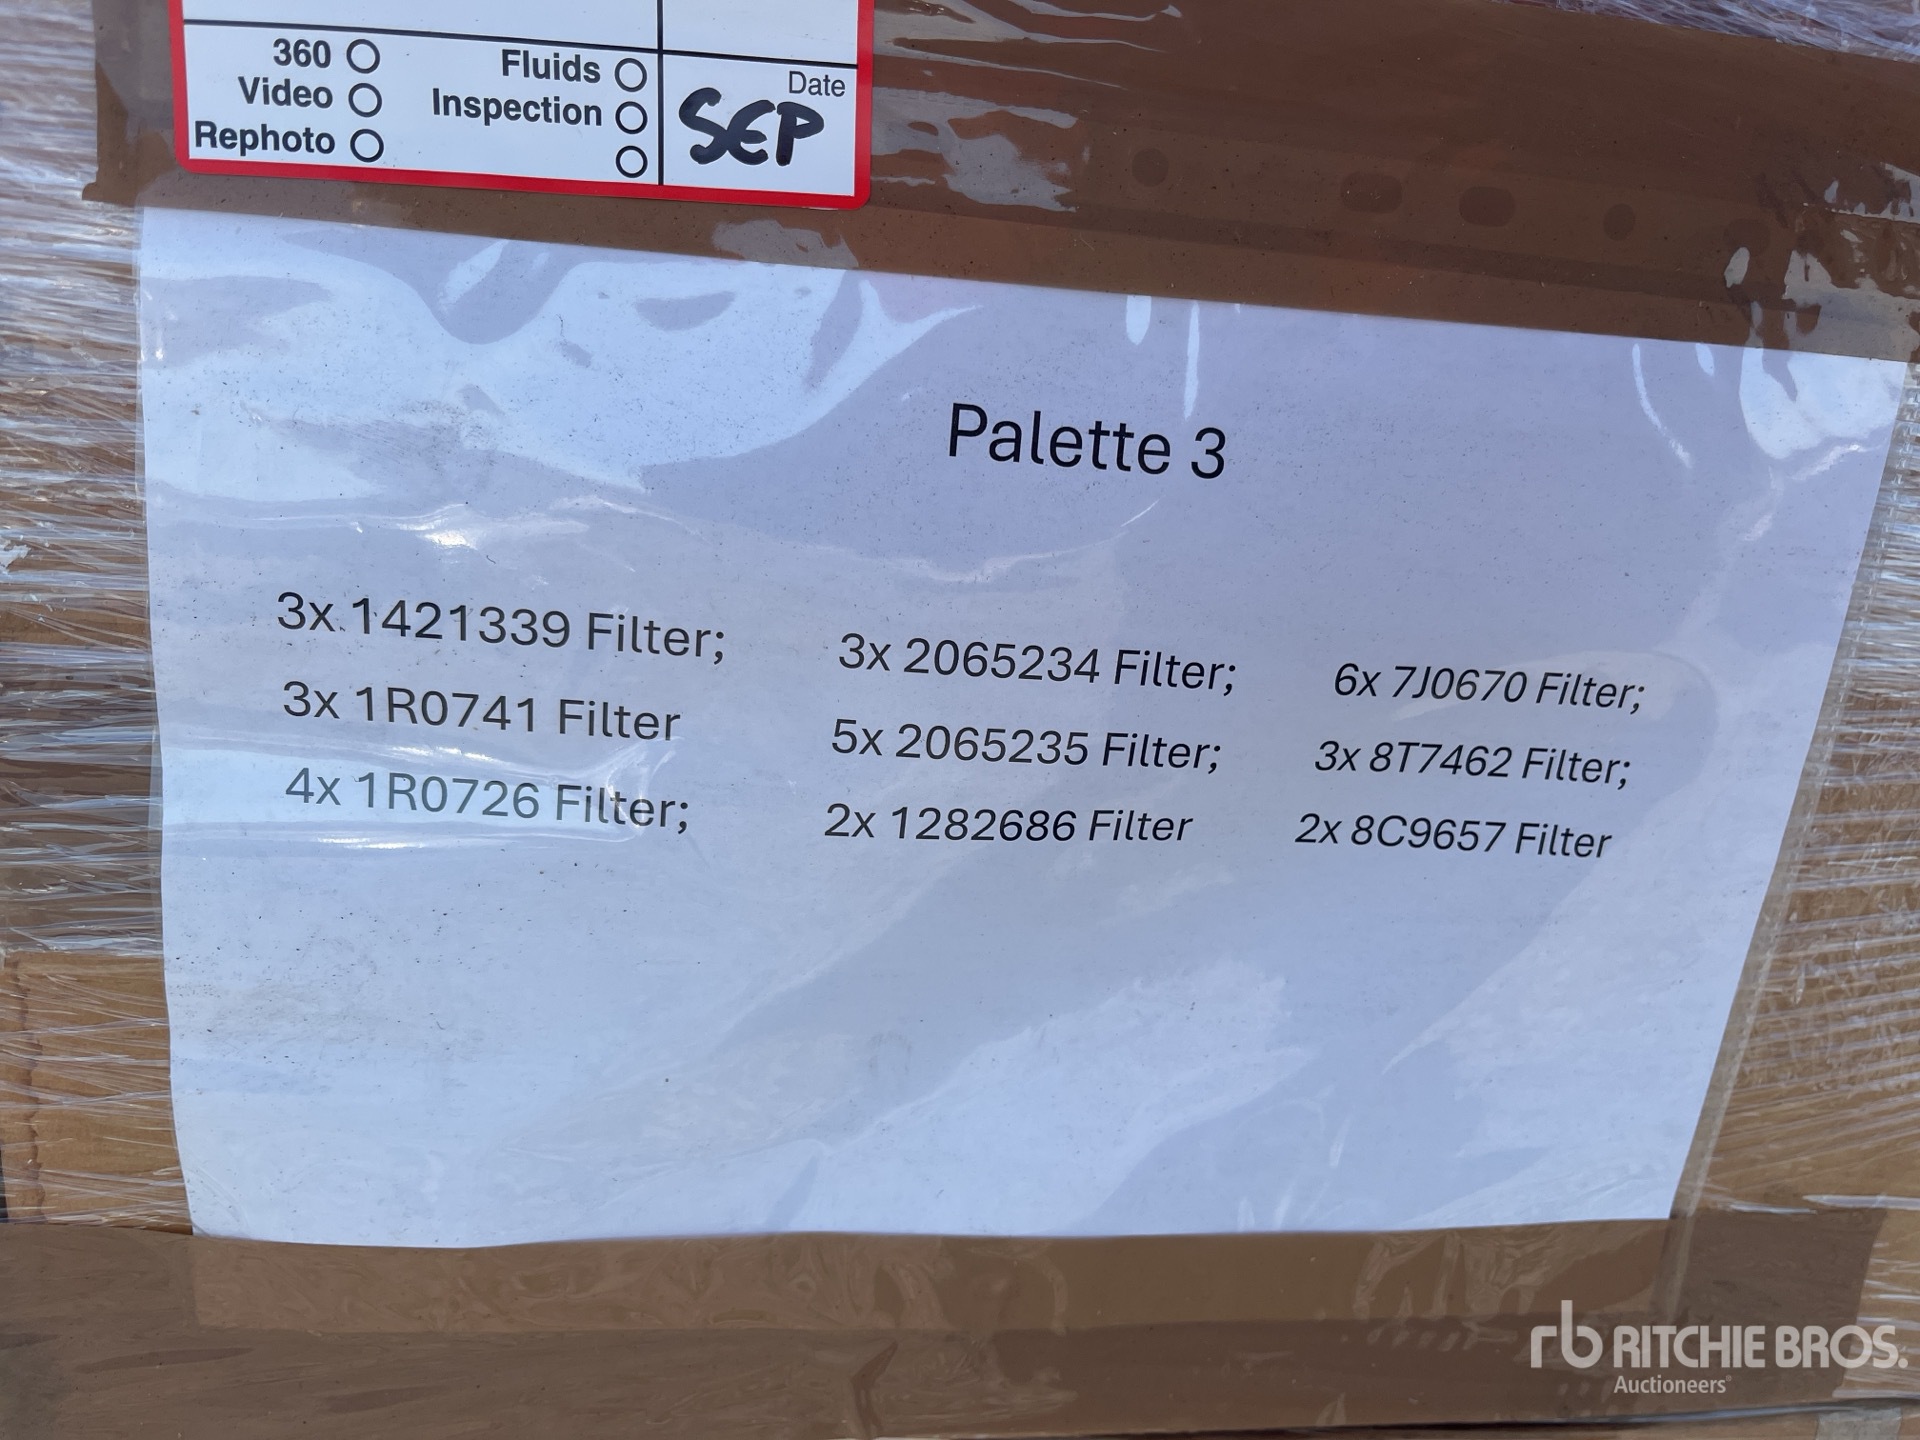 360
Video
Rephoto
Fluids
Inspection
Date
SEP
Palette 3
3x 1421339 Filter;
3x 1R0741 Filter
4x 1R0726 Filter;
3x 2065234 Filter;
5x 2065235 Filter;
2x 1282686 Filter
6x 7J0670 Filter;
3x 8T7462 Filter;
2x 8C9657 Filter
rb RITCHIE BROS.
Auctioneers